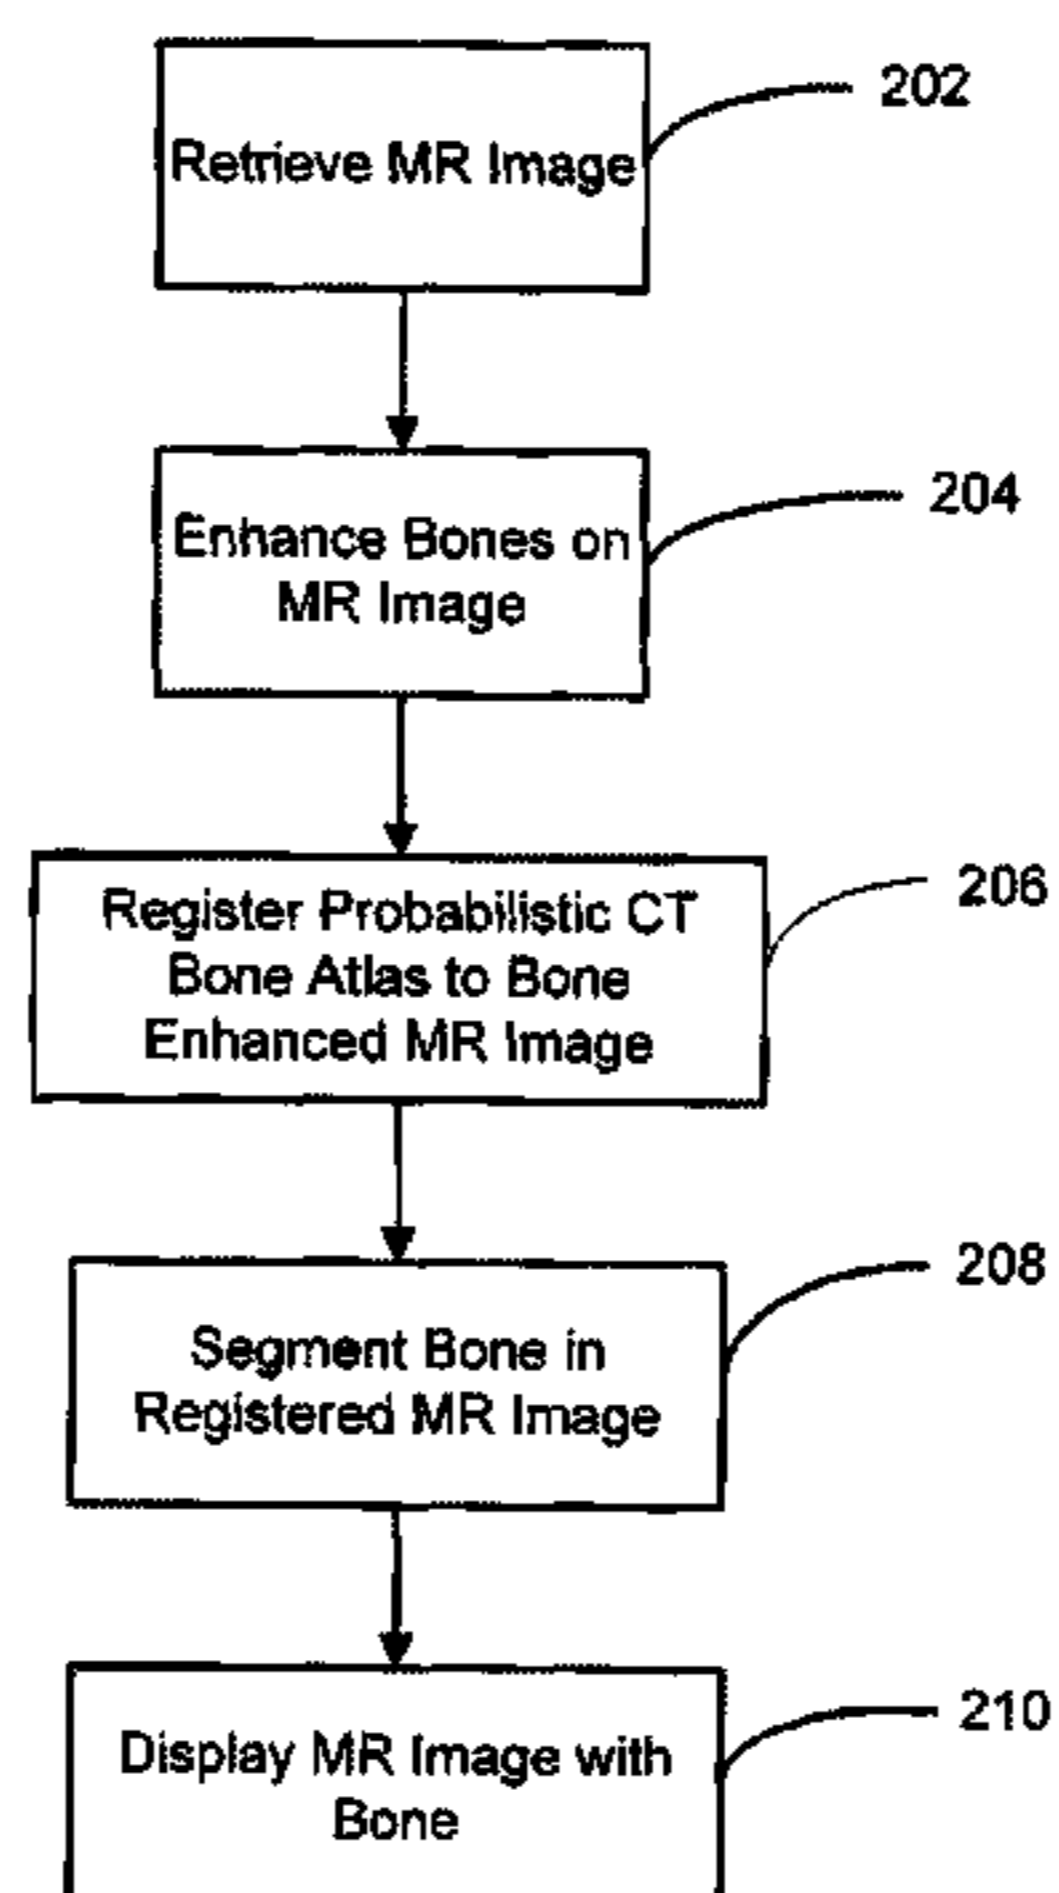 Retrieve MR Image
202
Enhance Bones on
MR Image
204
Register Probabilistic CT
Bone Atlas to Bone
Enhanced MR Image
206
Segment Bone in
Registered MR Image
208
Display MR Image with
Bone
210